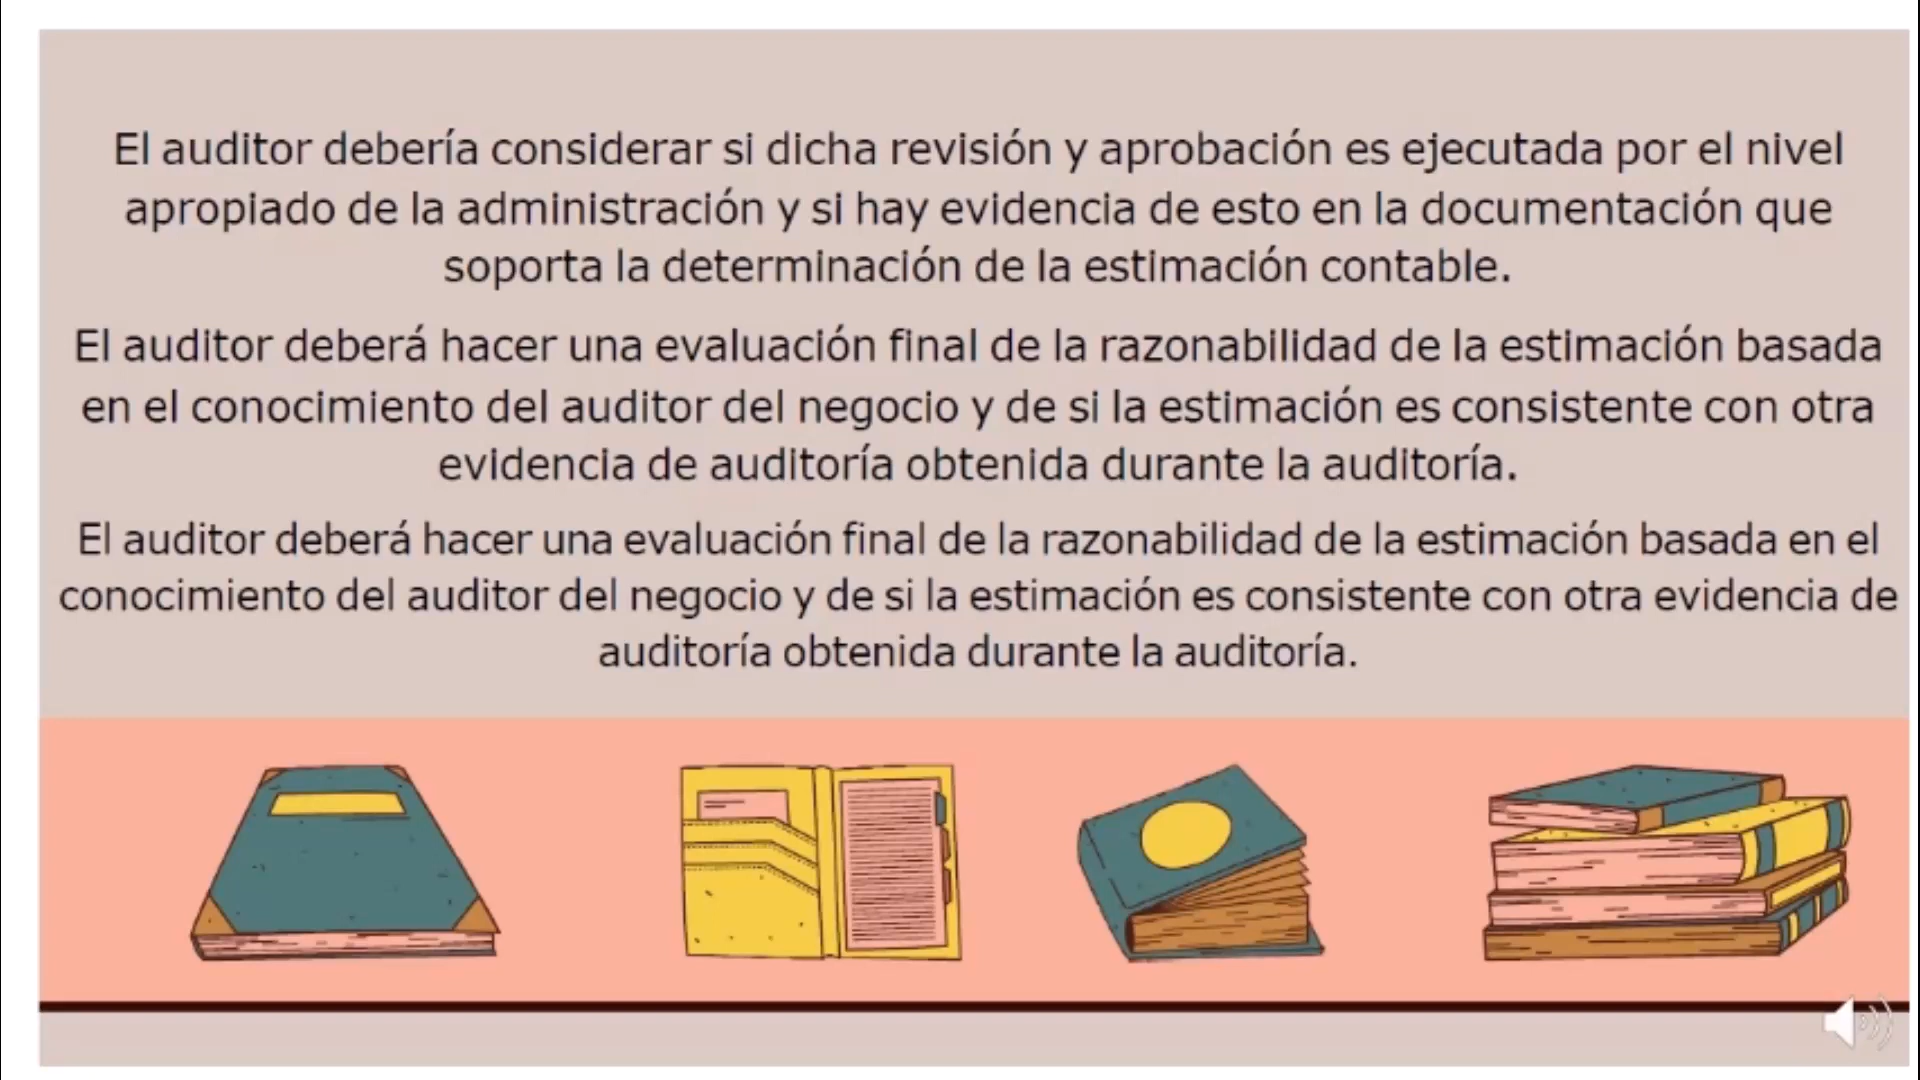 El auditor debería considerar si dicha revisión y aprobación es ejecutada por el nivel
apropiado de la administración y si hay evidencia de esto en la documentación que
soporta la determinación de la estimación contable.
El auditor deberá hacer una evaluación final de la razonabilidad de la estimación basada
en el conocimiento del auditor del negocio y de si la estimación es consistente con otra
evidencia de auditoría obtenida durante la auditoría.
El auditor deberá hacer una evaluación final de la razonabilidad de la estimación basada en el
conocimiento del auditor del negocio y de si la estimación es consistente con otra evidencia de
auditoría obtenida durante la auditoría.